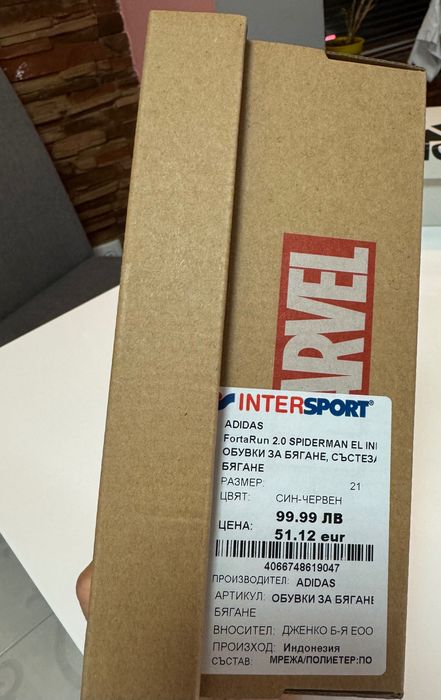 MARVEL
INTERSPORT®
ADIDAS
FortaRun 2.0 SPIDERMAN EL IN
ОБУВКИ ЗА БЯГАНЕ, СЪСТЕЗА
БЯГАНЕ
РАЗМЕР: 21
ЦВЯТ: СИН-ЧЕРВЕН
ЦЕНА: 99.99 ЛВ
51.12 eur
4066748619047
ПРОИЗВОДИТЕЛ: ADIDAS
АРТИКУЛ: ОБУВКИ ЗА БЯГАНЕ
БЯГАНЕ
ВНОСИТЕЛ: ДЖЕНКО Б-Я ЕОО
ПРОИЗХОД: Индонезия
СЪСТАВ: МРЕЖА/ПОЛИЕТЕР:ПО